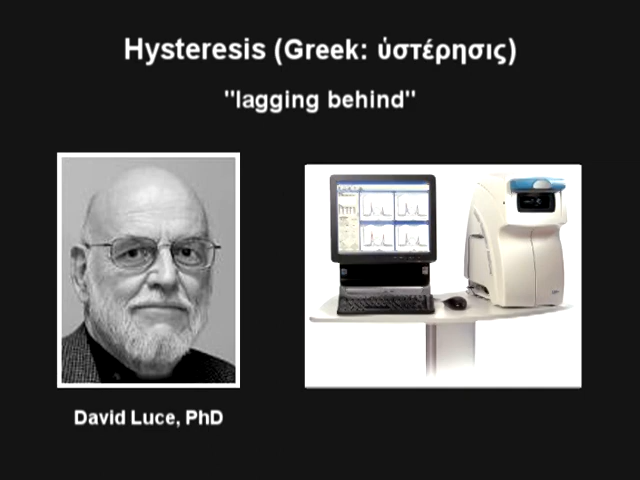 Hysteresis (Greek: ὑστέρησις)
"lagging behind"
David Luce, PhD